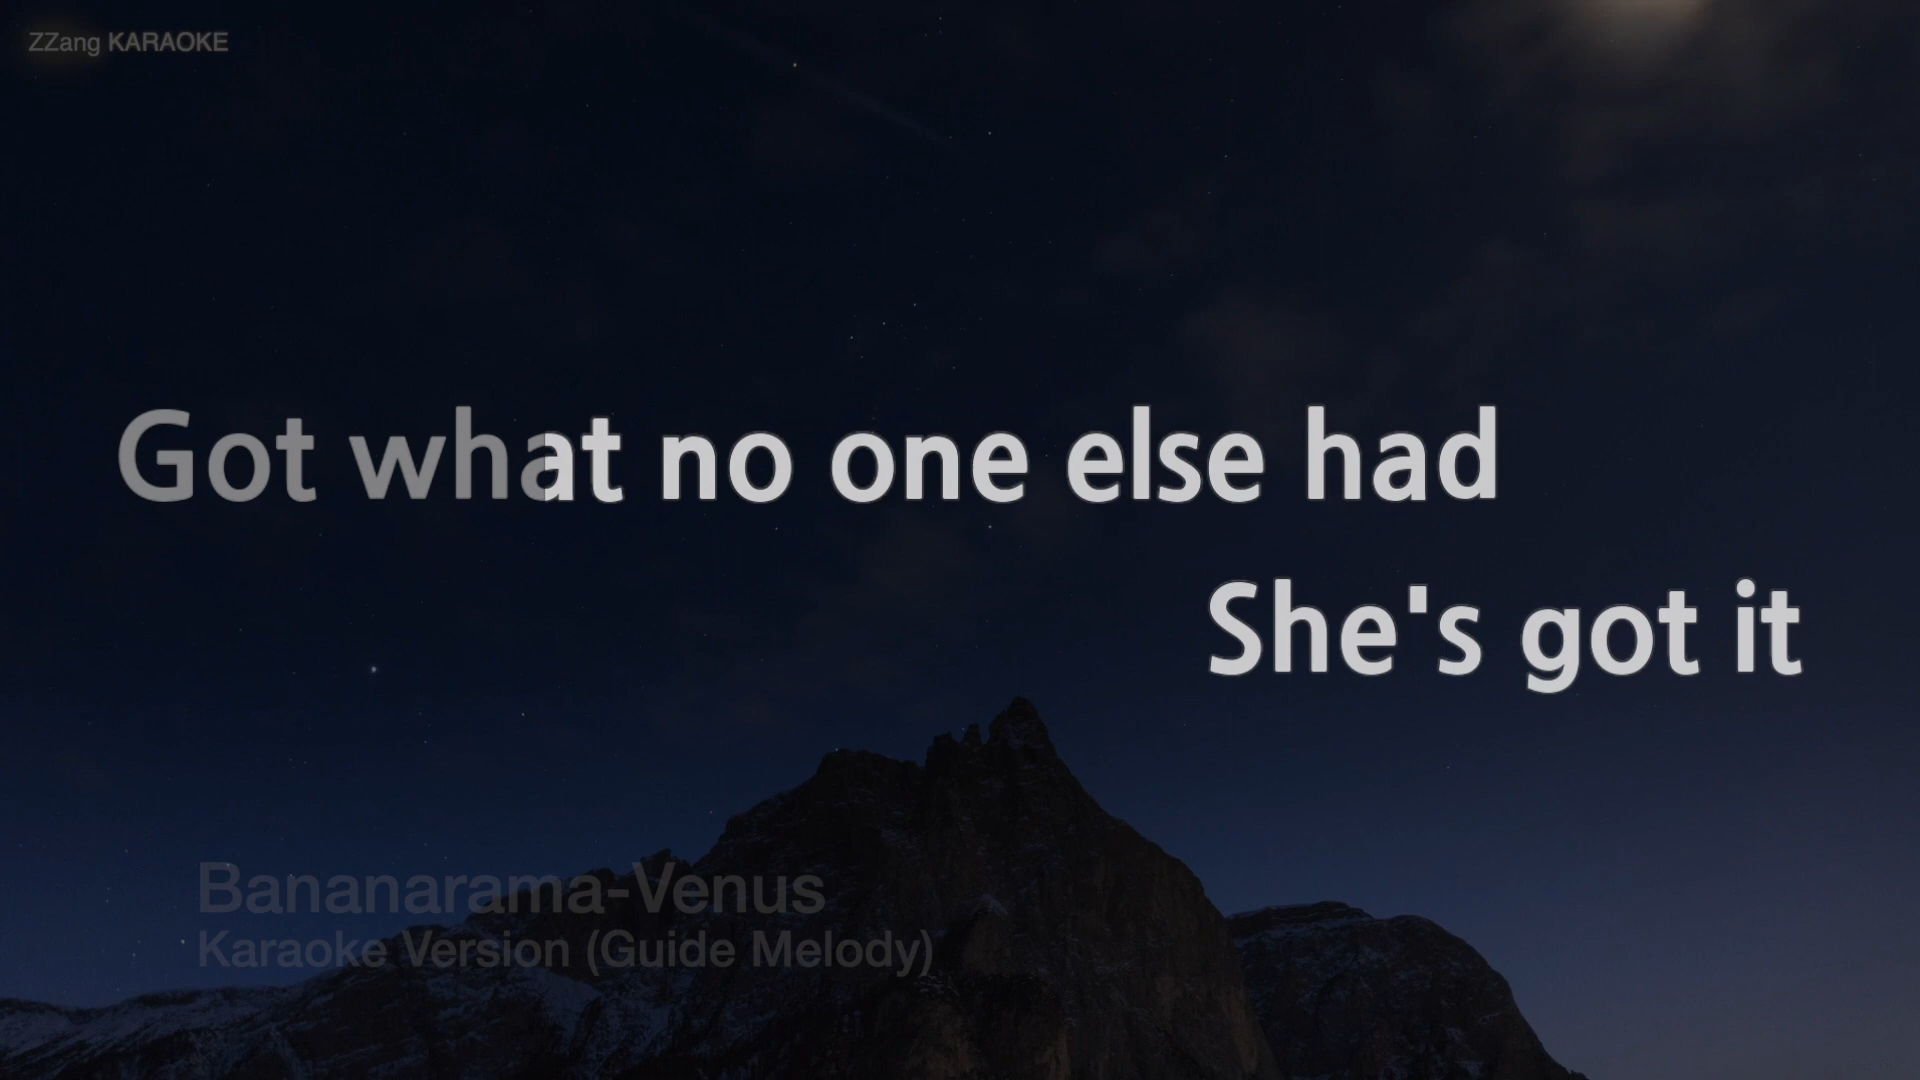 ZZang KARAOKE
Got what no one else had
She's got it
Bananarama-Venus
Karaoke Version (Guide Melody)